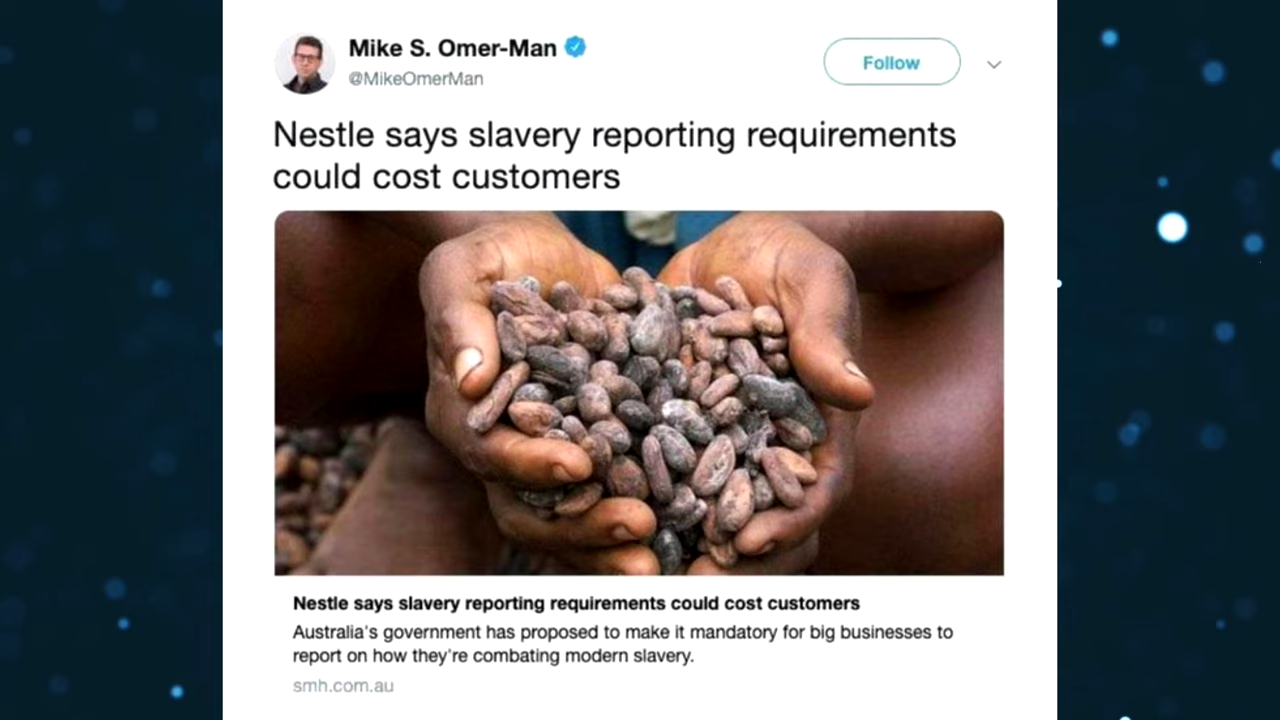 Mike S. Omer-Man
@MikeOmerMan
Follow
Nestle says slavery reporting requirements
could cost customers
Nestle says slavery reporting requirements could cost customers
Australia's government has proposed to make it mandatory for big businesses to
report on how they're combating modern slavery.
smh.com.au